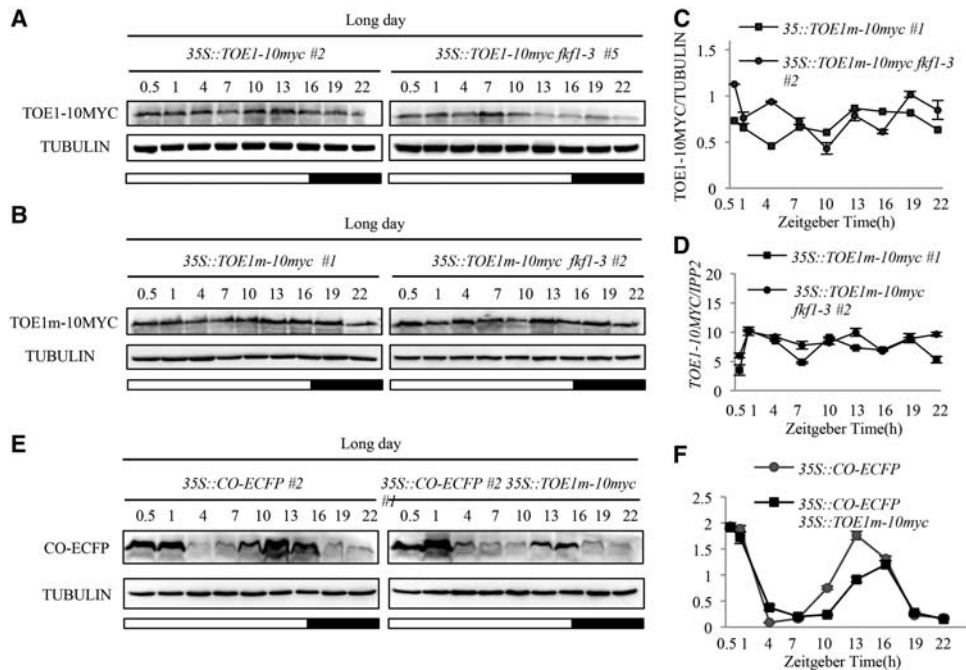 A
Long day
35S::TOE1-10myc #2
35S::TOE1-10myc fkf1-3 #5
0.5 1 4 7 10 13 16 19 22
0.5 1 4 7 10 13 16 19 22
TOE1-10MYC
TUBULIN
B
Long day
35S::TOE1m-10myc #1
35S::TOE1m-10myc fkf1-3 #2
0.5 1 4 7 10 13 16 19 22
0.5 1 4 7 10 13 16 19 22
TOE1m-10MYC
TUBULIN
E
Long day
35S::CO-ECFP #2
35S::CO-ECFP #2 35S::TOE1m-10myc
#1
0.5 1 4 7 10 13 16 19 22
0.5 1 4 7 10 13 16 19 22
CO-ECFP
TUBULIN
C
35::TOE1m-10myc #1
35S::TOE1m-10myc fkf1-3
#2
TOE1-10MYC/TUBULIN
1.5
1
0.5
0
0.5 1 4 7 10 13 16 19 22
Zeitgeber Time(h)
D
35S::TOE1m-10myc #1
35S::TOE1m-10myc
fkf1-3 #2
TOE1-10MYC/IPP2
20
15
10
5
0
0.5 1 4 7 10 13 16 19 22
Zeitgeber Time(h)
F
35S::CO-ECFP
35S::CO-ECFP
35S::TOE1m-10myc
2.5
2
1.5
1
0.5
0
0.5 1 4 7 10 13 16 19 22
Zeitgeber Time(h)